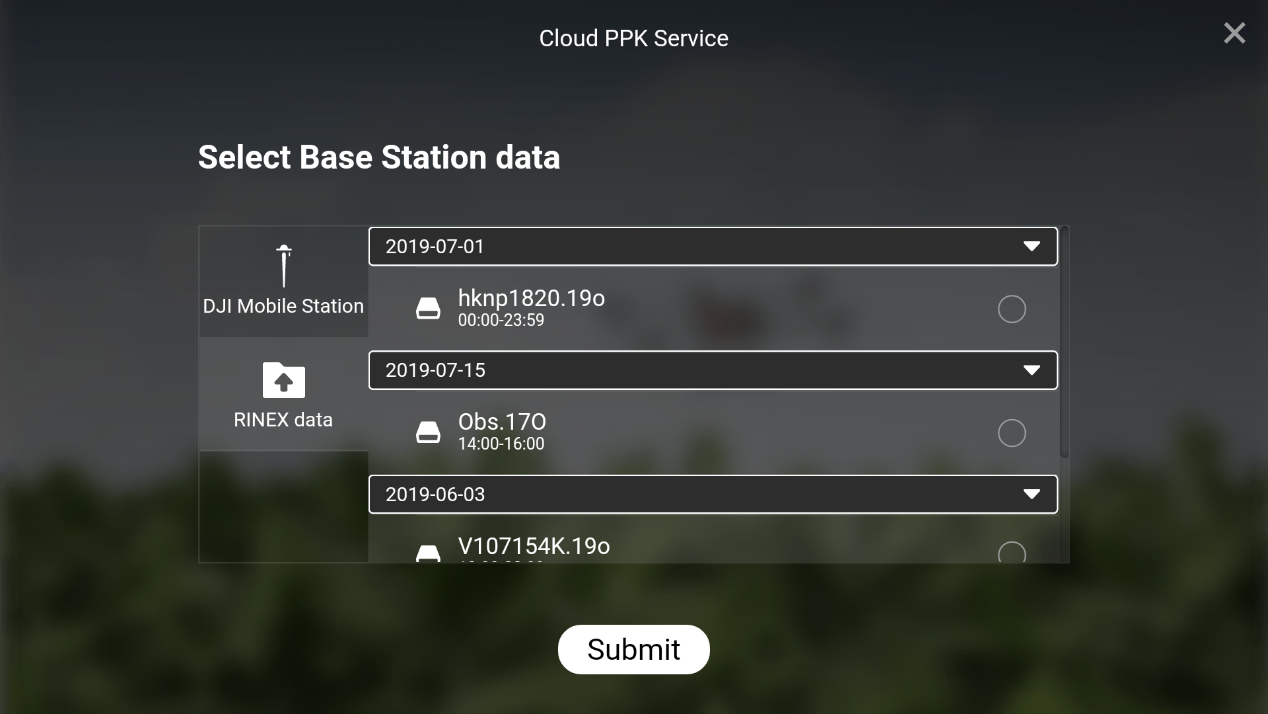 Cloud PPK Service
Select Base Station data
DJI Mobile Station
RINEX data
2019-07-01
hknp1820.19o
00:00-23:59
2019-07-15
Obs.17O
14:00-16:00
2019-06-03
V107154K.19o
Submit